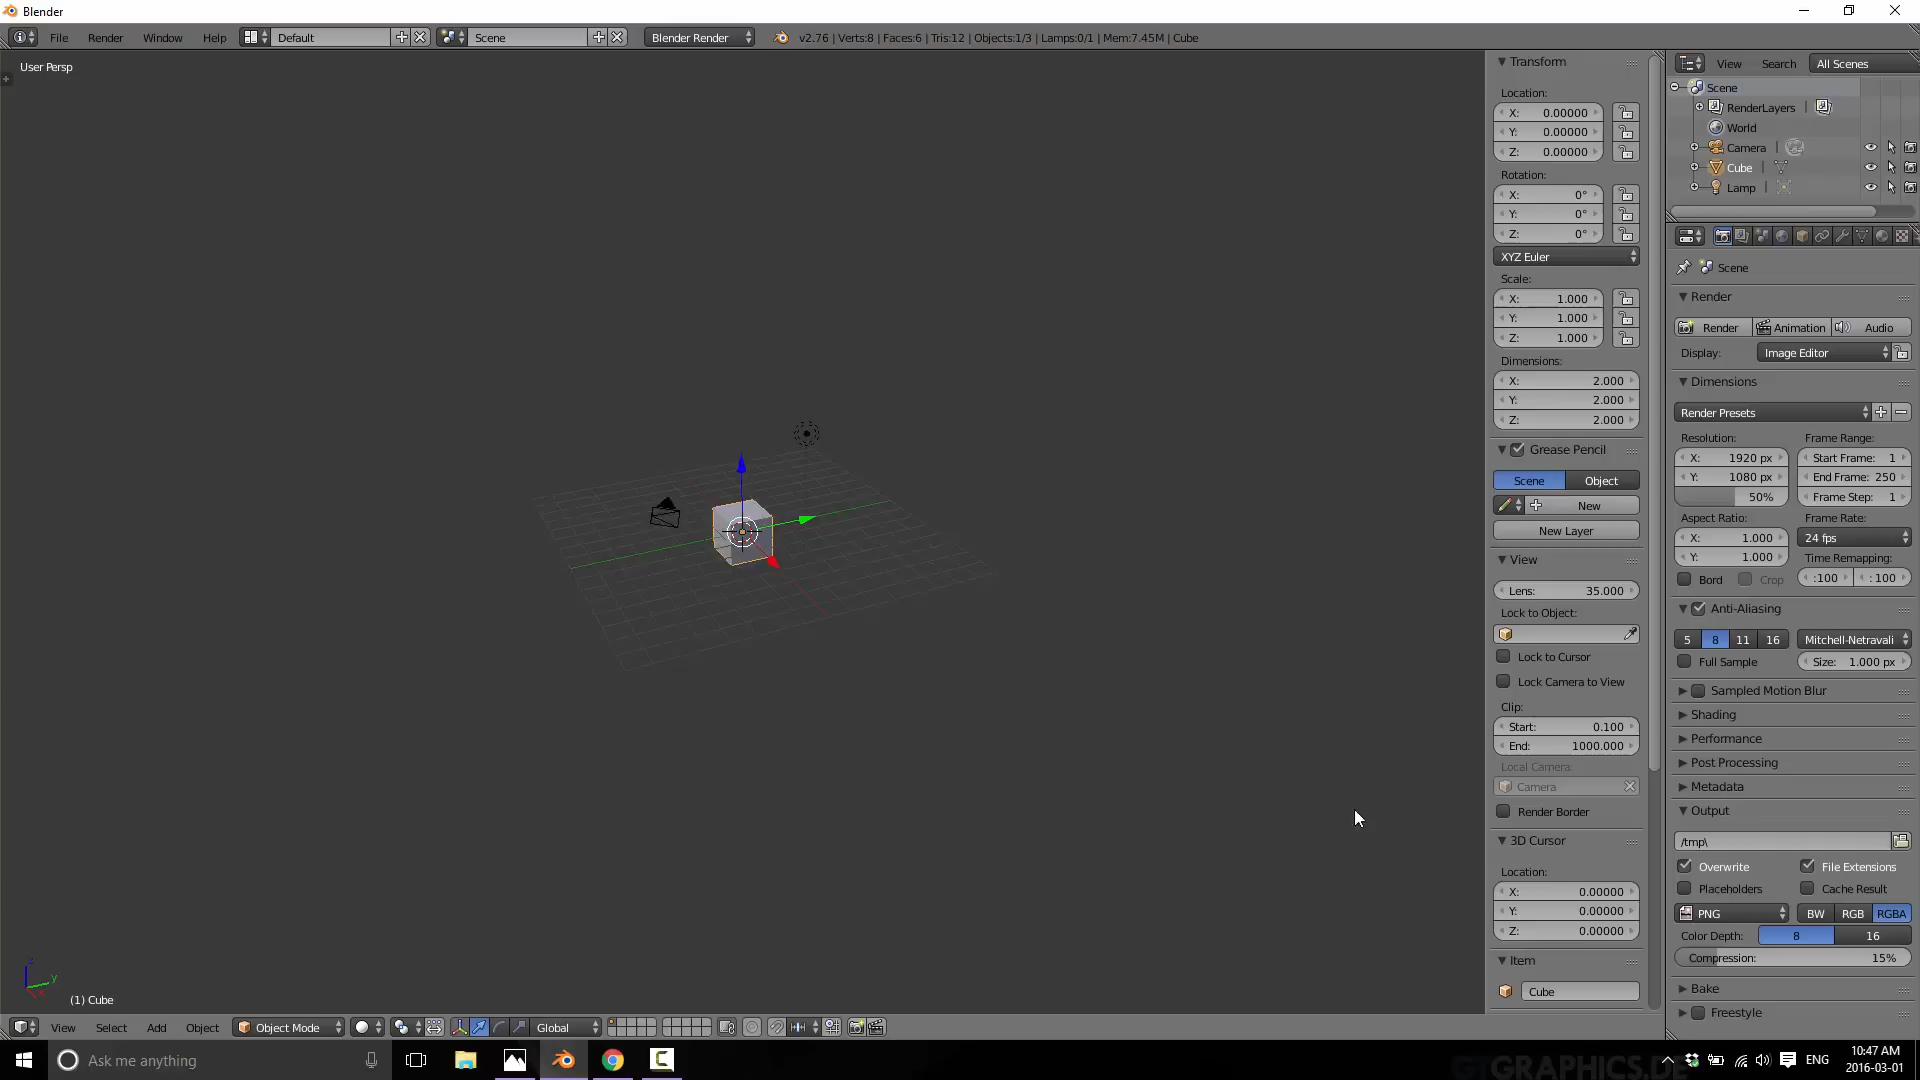 Blender
File Render Window Help Default Scene Blender Render v2.76 | Verts:8 | Faces:6 | Tris:12 | Objects:1/3 | Lamps:0/1 | Mem:7.45M | Cube
User Persp
Transform
Location:
X: 0.00000
Y: 0.00000
Z: 0.00000
Rotation:
X: 0°
Y: 0°
Z: 0°
XYZ Euler
Scale:
X: 1.000
Y: 1.000
Z: 1.000
Dimensions:
X: 2.000
Y: 2.000
Z: 2.000
Grease Pencil
Scene Object
New
New Layer
View
Lens: 35.000
Lock to Object:
Lock to Cursor
Lock Camera to View
Clip:
Start: 0.100
End: 1000.000
Local Camera:
Camera
Render Border
3D Cursor
Location:
X: 0.00000
Y: 0.00000
Z: 0.00000
Item
Cube
View Search All Scenes
Scene
RenderLayers
World
Camera
Cube
Lamp
Scene
Render
Render Animation Audio
Display: Image Editor
Dimensions
Render Presets
Resolution: Frame Range:
X: 1920 px Start Frame: 1
Y: 1080 px End Frame: 250
50% Frame Step: 1
Aspect Ratio: Frame Rate:
X: 1.000 24 fps
Y: 1.000 Time Remapping:
Bord Crop :100 :100
Anti-Aliasing
5 8 11 16 Mitchell-Netravali
Full Sample Size: 1.000 px
Sampled Motion Blur
Shading
Performance
Post Processing
Metadata
Output
/tmp\
Overwrite File Extensions
Placeholders Cache Result
PNG BW RGB RGBA
Color Depth: 8 16
Compression: 15%
Bake
Freestyle
z
y
x
(1) Cube
View Select Add Object Object Mode Global
Ask me anything
GTGRAPHICS.DE
ENG
10:47 AM
2016-03-01